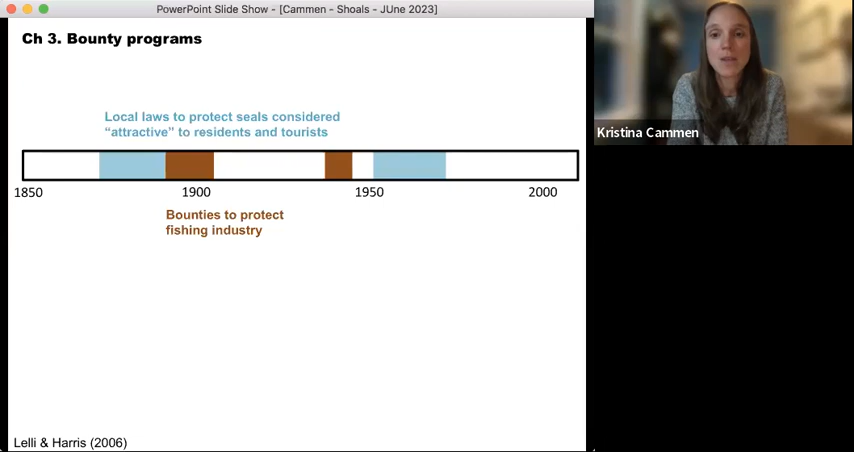 PowerPoint Slide Show - [Cammen - Shoals - JUne 2023]
Ch 3. Bounty programs
Local laws to protect seals considered
“attractive” to residents and tourists
1850
1900
1950
2000
Bounties to protect
fishing industry
Lelli & Harris (2006)
Kristina Cammen